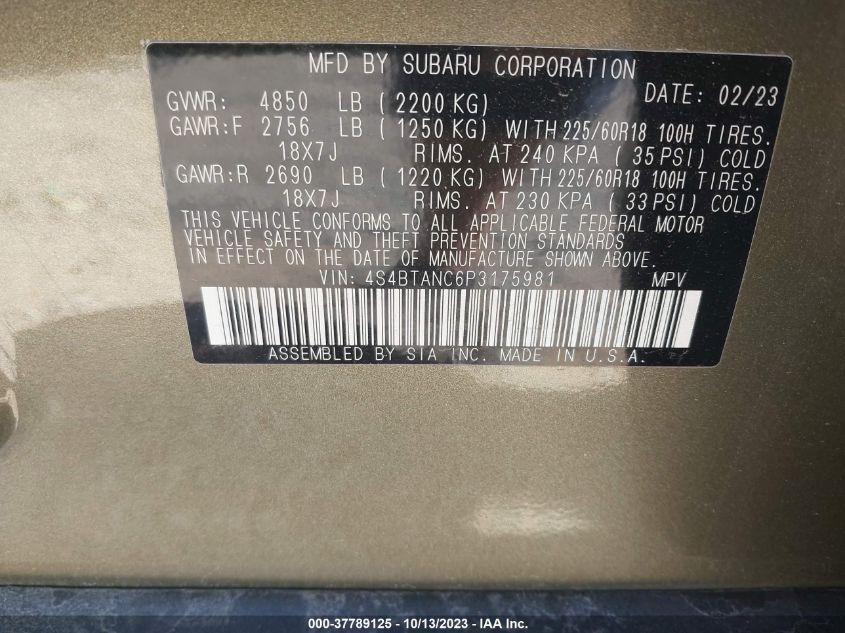 MFD BY SUBARU CORPORATION
DATE: 02/23
GVWR: 4850 LB ( 2200 KG)
GAWR:F 2756 LB ( 1250 KG) WITH 225/60R18 100H TIRES.
18X7J RIMS. AT 240 KPA ( 35 PSI) COLD
GAWR:R 2690 LB ( 1220 KG) WITH 225/60R18 100H TIRES.
18X7J RIMS. AT 230 KPA ( 33 PSI) COLD
THIS VEHICLE CONFORMS TO ALL APPLICABLE FEDERAL MOTOR
VEHICLE SAFETY AND THEFT PREVENTION STANDARDS
IN EFFECT ON THE DATE OF MANUFACTURE SHOWN ABOVE.
VIN: 4S4BTANC6P3175981 MPV
ASSEMBLED BY SIA INC. MADE IN U.S.A.
000-37789125 - 10/13/2023 - Copyright IAA, Inc.